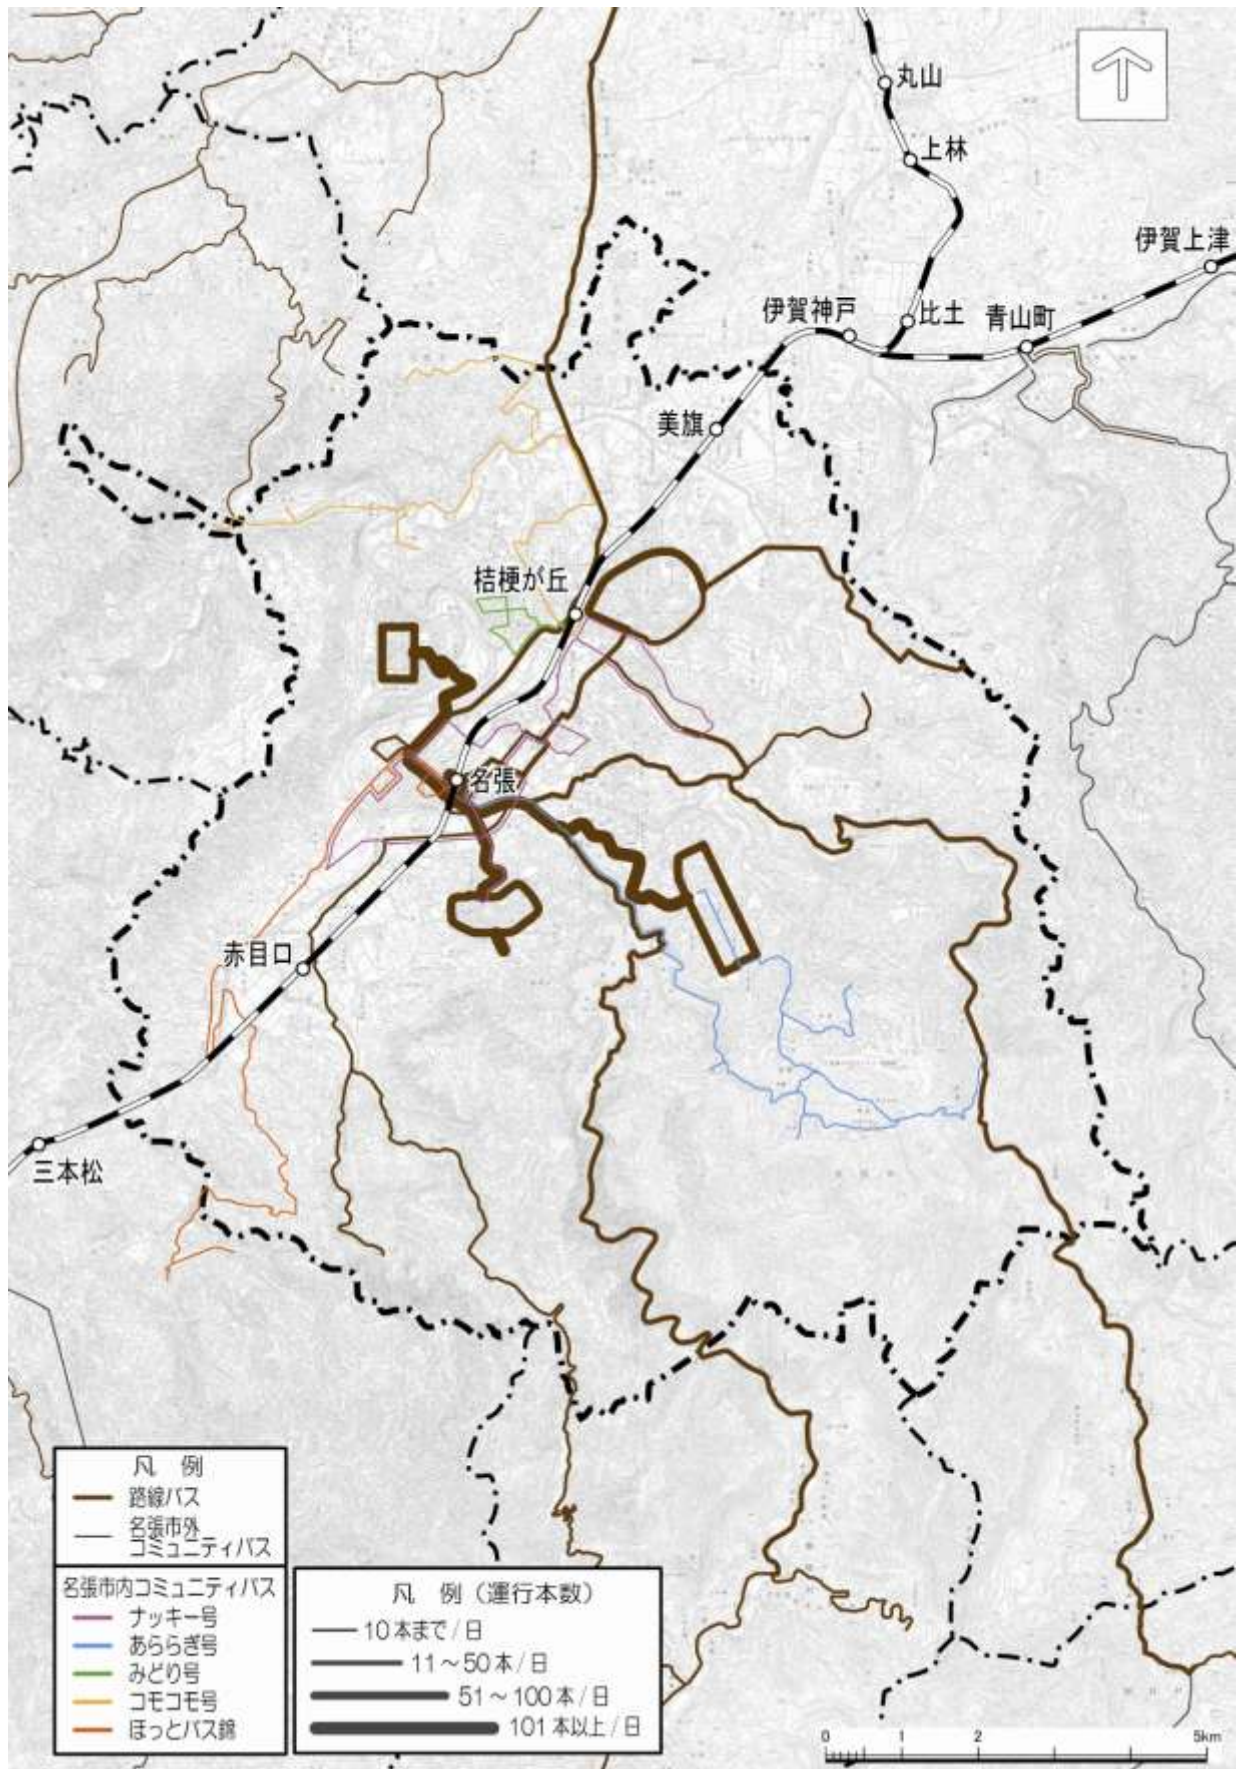 丸山
上林
伊賀上津
伊賀神戸
比土
青山町
美旗
桔梗が丘
名張
赤目口
三本松
凡 例
路線バス
名張市外
コミュニティバス
名張市内コミュニティバス
ナッキー号
あららぎ号
みどり号
コモコモ号
ほっとバス錦
凡 例（運行本数）
10本まで/日
11～50本/日
51～100本/日
101本以上/日
0 1 2 5km